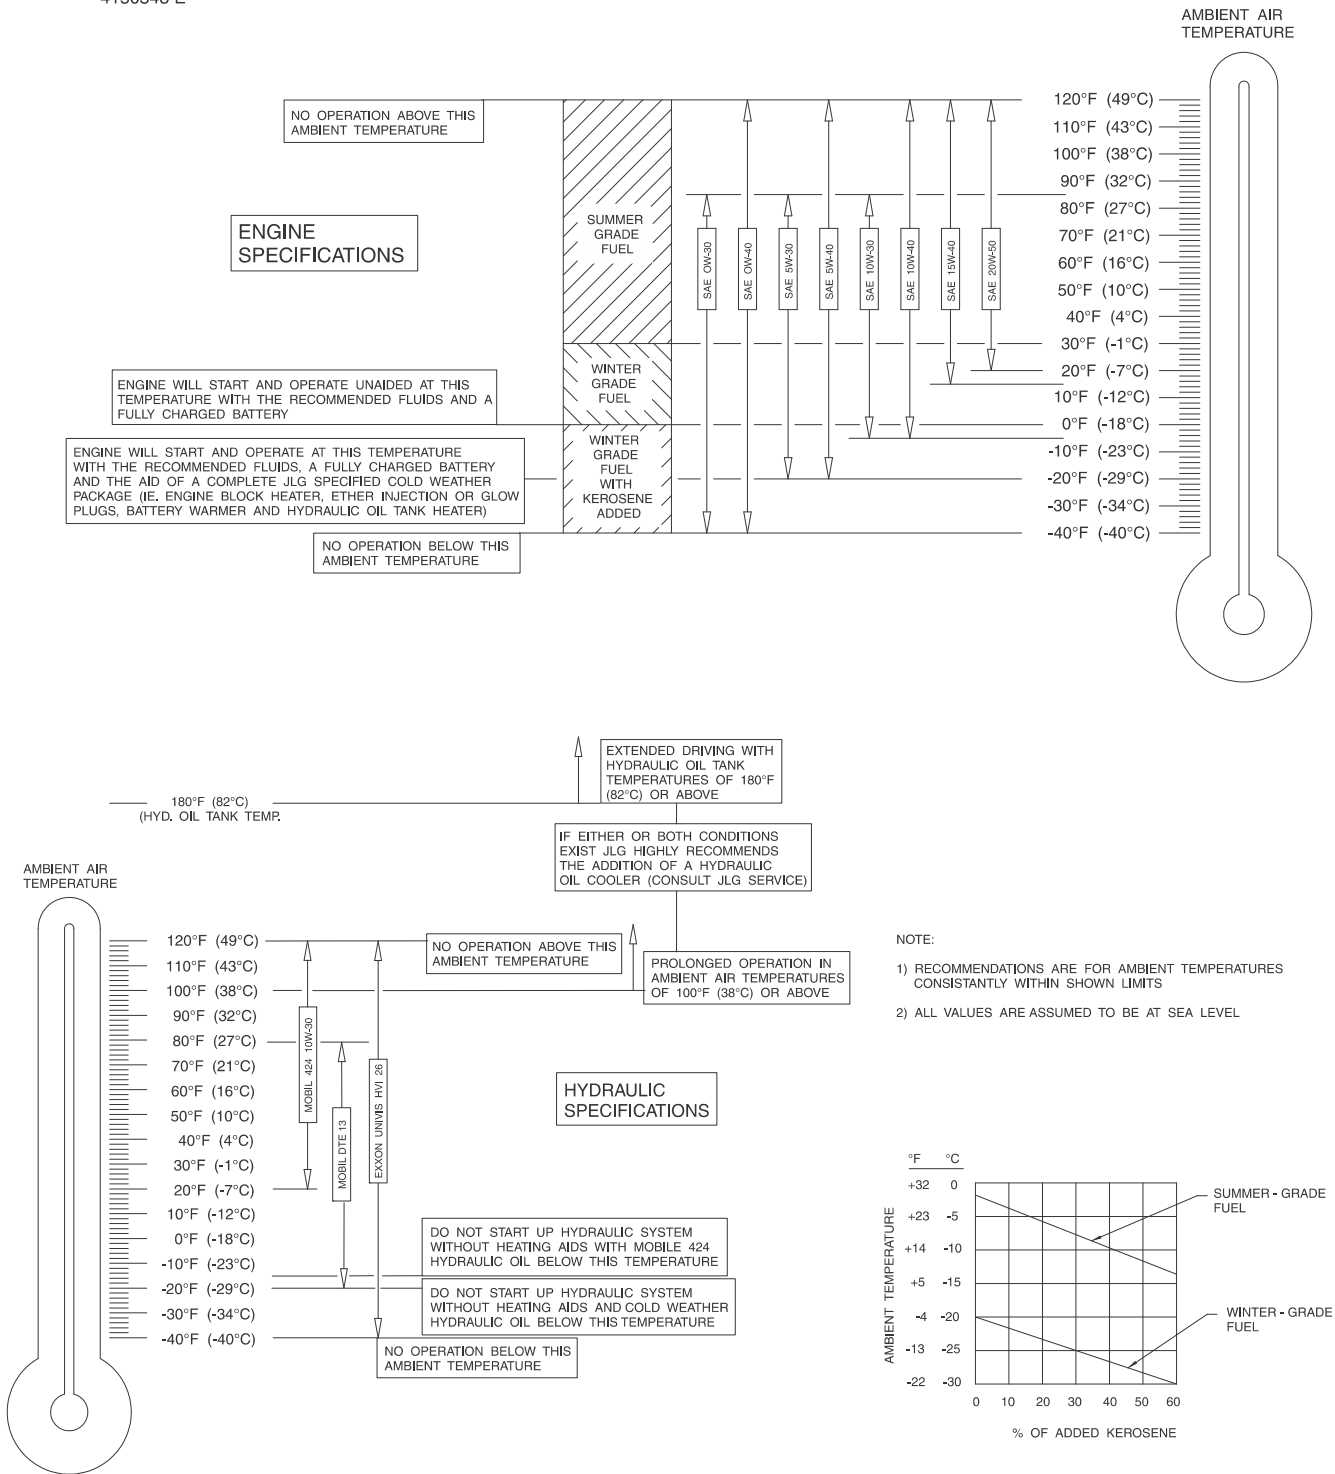 AMBIENT AIR
TEMPERATURE
120°F (49°C)
110°F (43°C)
100°F (38°C)
90°F (32°C)
80°F (27°C)
70°F (21°C)
60°F (16°C)
50°F (10°C)
40°F (4°C)
30°F (-1°C)
20°F (-7°C)
10°F (-12°C)
0°F (-18°C)
-10°F (-23°C)
-20°F (-29°C)
-30°F (-34°C)
-40°F (-40°C)
NO OPERATION ABOVE THIS
AMBIENT TEMPERATURE
ENGINE
SPECIFICATIONS
SUMMER
GRADE
FUEL
SAE 0W-30
SAE 0W-40
SAE 5W-30
SAE 5W-40
SAE 10W-30
SAE 10W-40
SAE 15W-40
SAE 20W-50
WINTER
GRADE
FUEL
ENGINE WILL START AND OPERATE UNAIDED AT THIS
TEMPERATURE WITH THE RECOMMENDED FLUIDS AND A
FULLY CHARGED BATTERY
WINTER
GRADE
FUEL
WITH
KEROSENE
ADDED
ENGINE WILL START AND OPERATE AT THIS TEMPERATURE
WITH THE RECOMMENDED FLUIDS, A FULLY CHARGED BATTERY
AND THE AID OF A COMPLETE JLG SPECIFIED COLD WEATHER
PACKAGE (IE. ENGINE BLOCK HEATER, ETHER INJECTION OR GLOW
PLUGS, BATTERY WARMER AND HYDRAULIC OIL TANK HEATER)
NO OPERATION BELOW THIS
AMBIENT TEMPERATURE
EXTENDED DRIVING WITH
HYDRAULIC OIL TANK
TEMPERATURES OF 180°F
(82°C) OR ABOVE
180°F (82°C)
(HYD. OIL TANK TEMP.
IF EITHER OR BOTH CONDITIONS
EXIST JLG HIGHLY RECOMMENDS
THE ADDITION OF A HYDRAULIC
OIL COOLER (CONSULT JLG SERVICE)
AMBIENT AIR
TEMPERATURE
120°F (49°C)
110°F (43°C)
100°F (38°C)
90°F (32°C)
80°F (27°C)
70°F (21°C)
60°F (16°C)
50°F (10°C)
40°F (4°C)
30°F (-1°C)
20°F (-7°C)
10°F (-12°C)
0°F (-18°C)
-10°F (-23°C)
-20°F (-29°C)
-30°F (-34°C)
-40°F (-40°C)
MOBIL 424 10W-30
MOBIL DTE 13
EXXON UNIVIS HVI 26
NO OPERATION ABOVE THIS
AMBIENT TEMPERATURE
PROLONGED OPERATION IN
AMBIENT AIR TEMPERATURES
OF 100°F (38°C) OR ABOVE
HYDRAULIC
SPECIFICATIONS
DO NOT START UP HYDRAULIC SYSTEM
WITHOUT HEATING AIDS WITH MOBILE 424
HYDRAULIC OIL BELOW THIS TEMPERATURE
DO NOT START UP HYDRAULIC SYSTEM
WITHOUT HEATING AIDS AND COLD WEATHER
HYDRAULIC OIL BELOW THIS TEMPERATURE
NO OPERATION BELOW THIS
AMBIENT TEMPERATURE
NOTE:
1) RECOMMENDATIONS ARE FOR AMBIENT TEMPERATURES
CONSISTANTLY WITHIN SHOWN LIMITS
2) ALL VALUES ARE ASSUMED TO BE AT SEA LEVEL
°F °C
+32 0
+23 -5
+14 -10
+5 -15
-4 -20
-13 -25
-22 -30
AMBIENT TEMPERATURE
0 10 20 30 40 50 60
% OF ADDED KEROSENE
SUMMER - GRADE
FUEL
WINTER - GRADE
FUEL